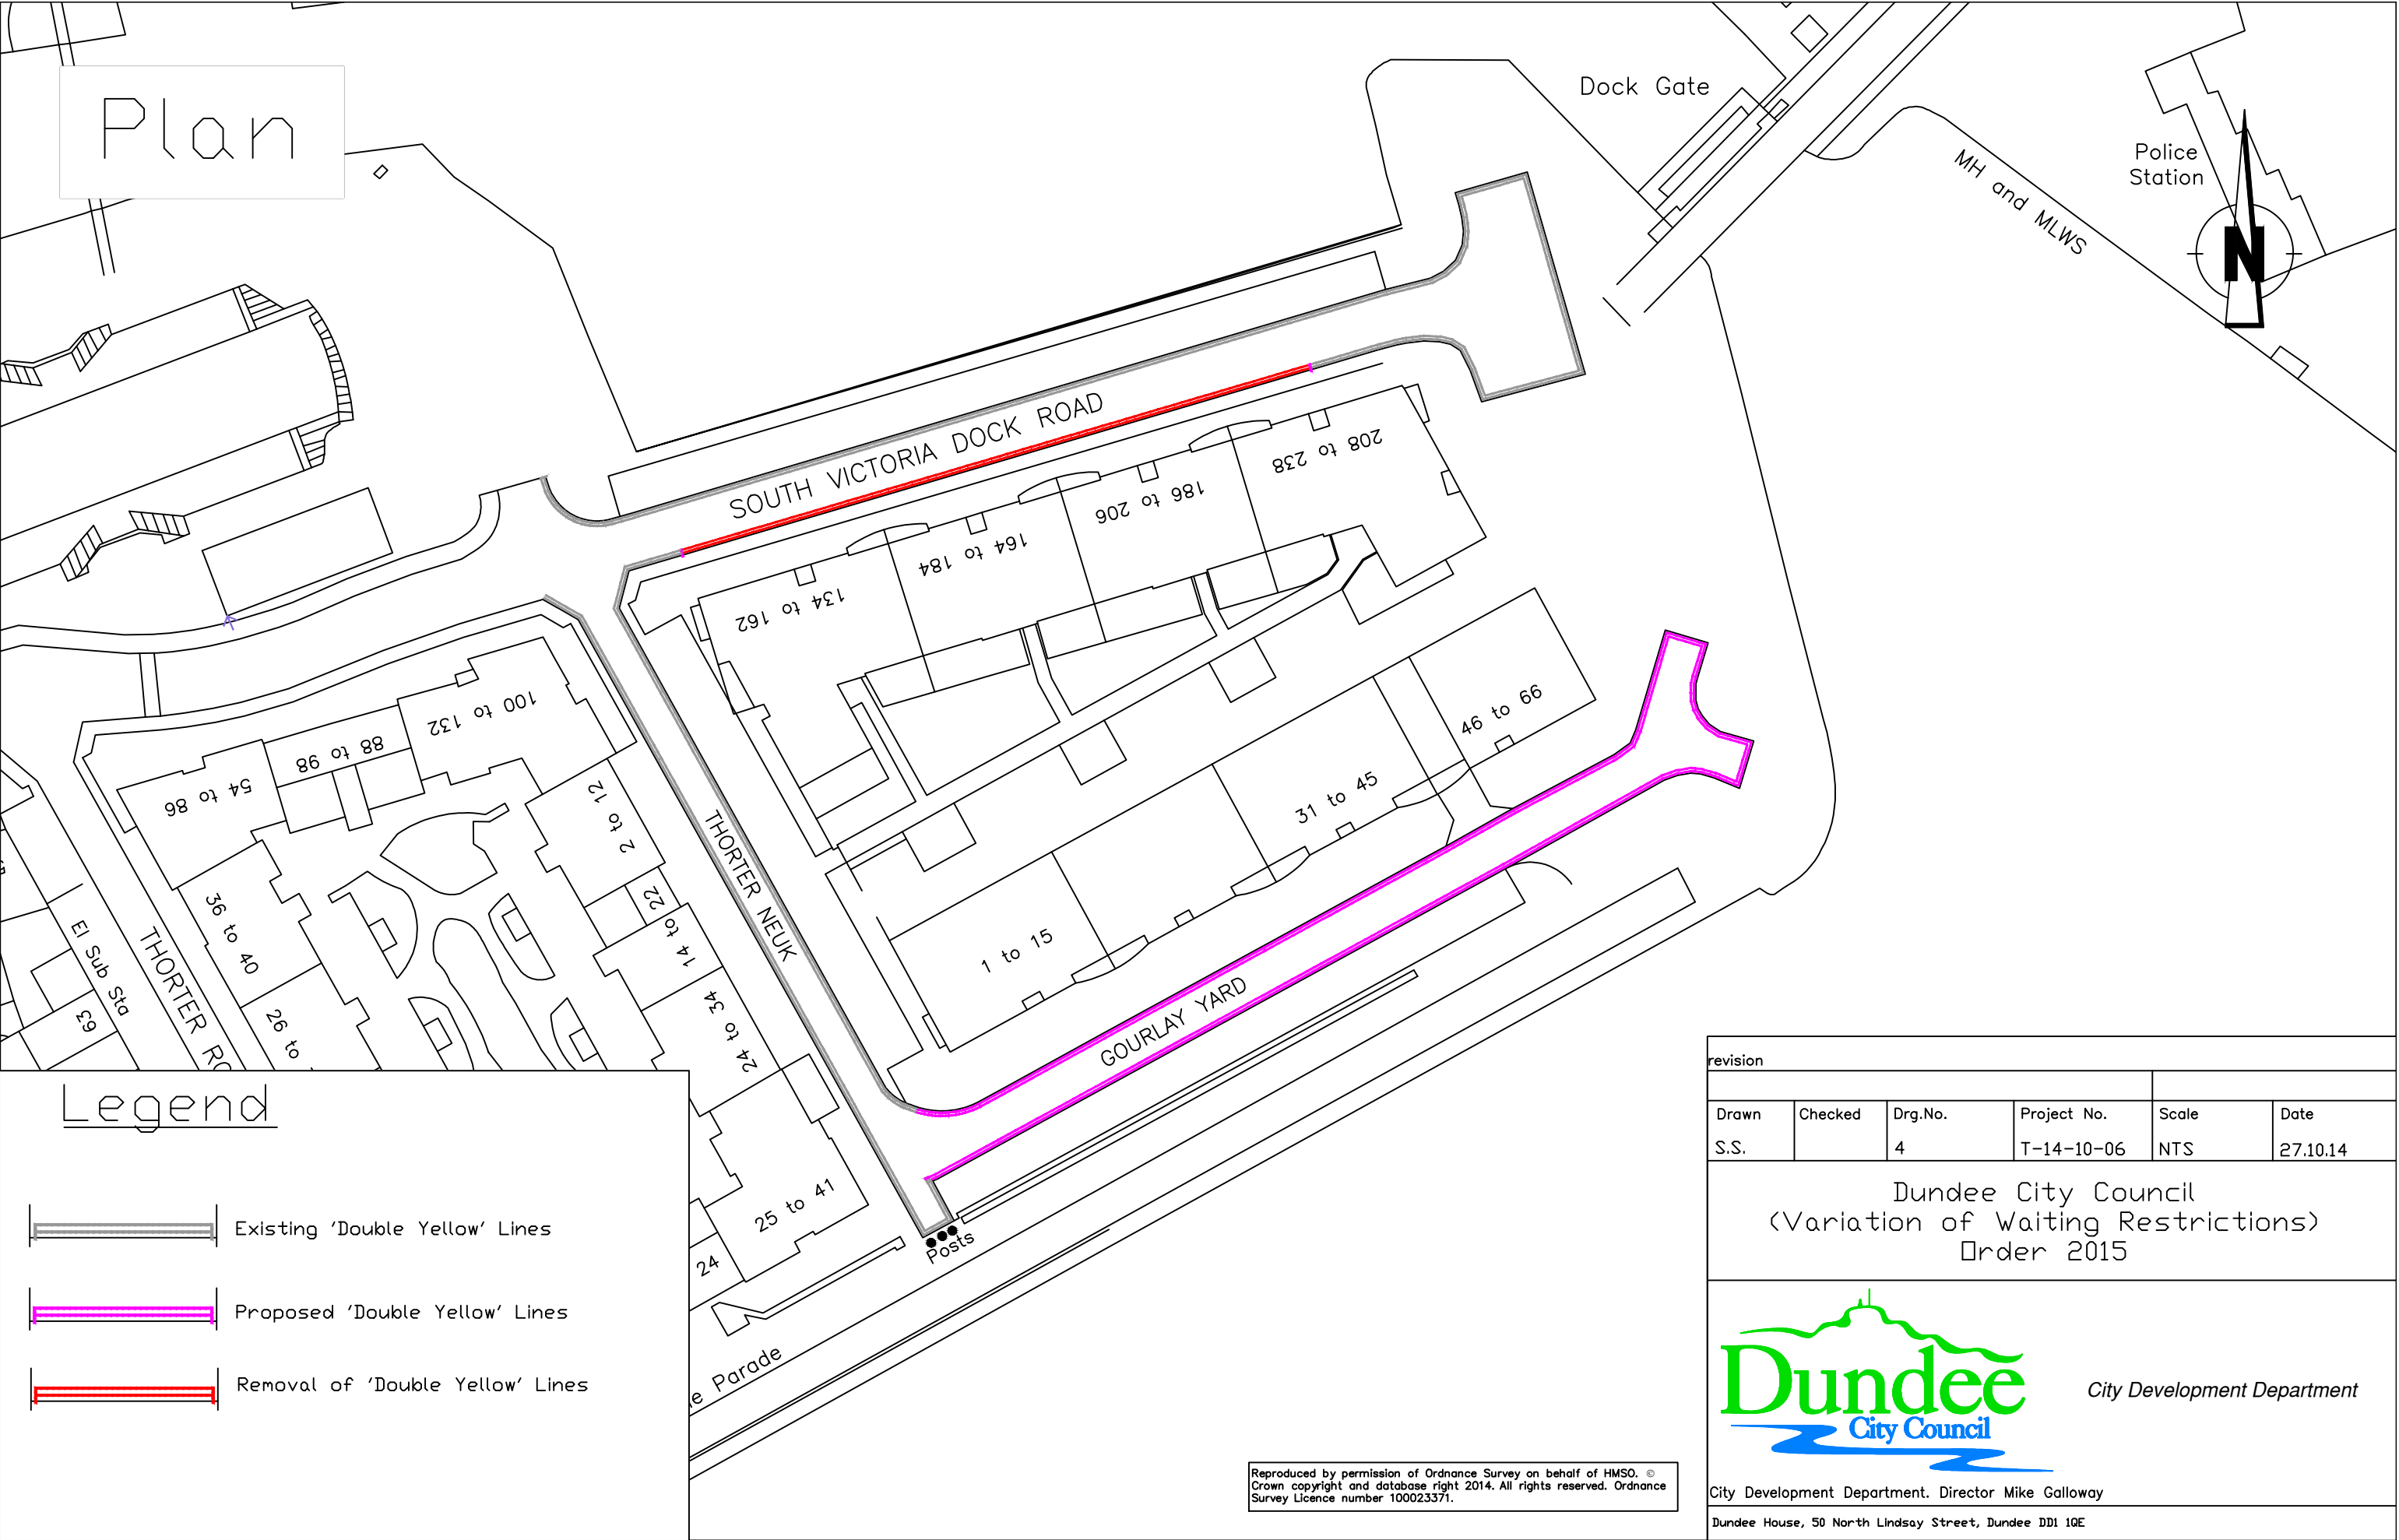 Plan
Dock Gate
Police
Station
MH and MLWS
N
SOUTH VICTORIA DOCK ROAD
208 to 238
186 to 206
164 to 184
134 to 162
100 to 132
88 to 98
54 to 86
2 to 12
14 to 22
24 to 34
36 to 40
26 to
46 to 66
31 to 45
1 to 15
THORTER NEUK
El Sub Sta
THORTER
63
GOURLAY YARD
25 to 41
24
Posts
Parade
Legend
Existing 'Double Yellow' Lines
Proposed 'Double Yellow' Lines
Removal of 'Double Yellow' Lines
Reproduced by permission of Ordnance Survey on behalf of HMSO. ©
Crown copyright and database right 2014. All rights reserved. Ordnance
Survey Licence number 100023371.
revision
Drawn Checked Drg.No. Project No. Scale Date
S.S. 4 T-14-10-06 NTS 27.10.14
Dundee City Council
(Variation of Waiting Restrictions)
Order 2015
Dundee
City Council
City Development Department
City Development Department. Director Mike Galloway
Dundee House, 50 North Lindsay Street, Dundee DD1 1QE